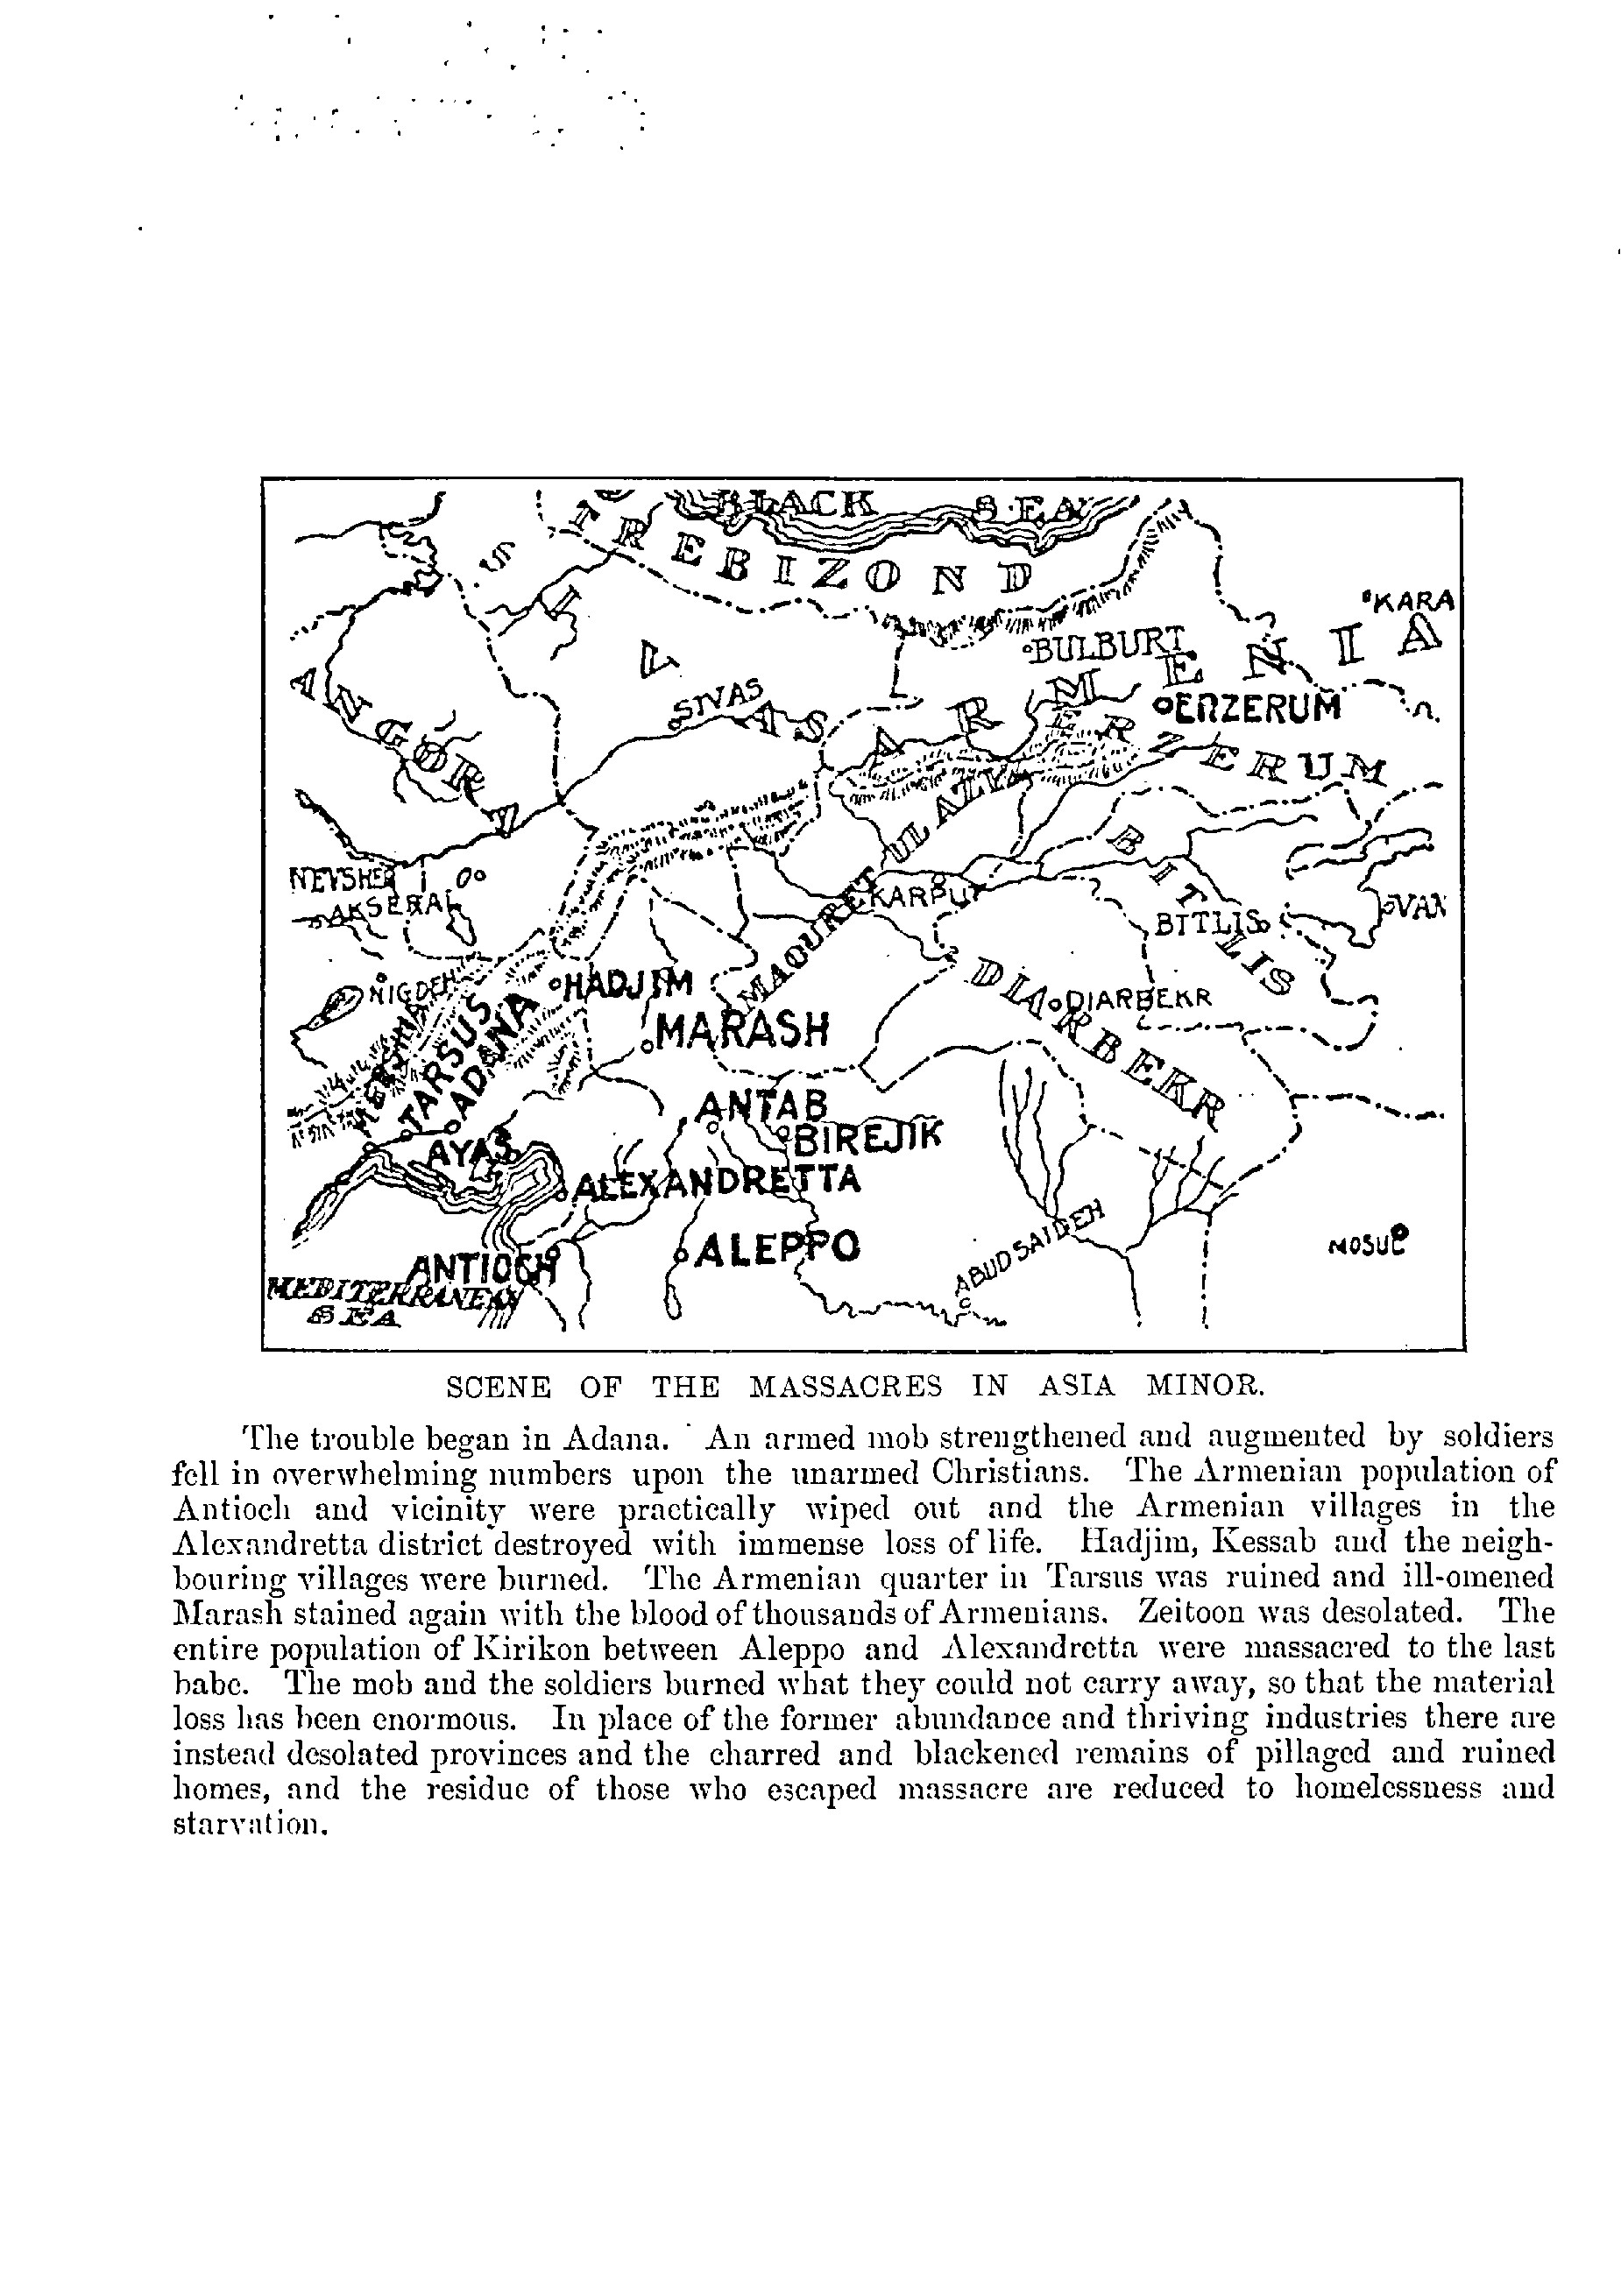 BLACK SEA
TREBIZOND
SIVAS
ANGORA
KARA
BULBURT
ARMENIA
SIVAS
ENZERUM
ERZERUM
MAOURET UL AZIZ
BITLIS
NEVSHER
AKSERAI
KARPUT
BITLIS
VAN
NIGDEH
HADJIM
DIARBEKR
DIARBEKR
MARASH
MERSINA
TARSUS
ADANA
ANTAB
BIREJIK
AYAS
ALEXANDRETTA
ABUDSAIDEH
MOSUL
ALEPPO
ANTIOCH
MEDITERRANEAN
SEA
SCENE OF THE MASSACRES IN ASIA MINOR.
The trouble began in Adana. An armed mob strengthened and augmented by soldiers
fell in overwhelming numbers upon the unarmed Christians. The Armenian population of
Antioch and vicinity were practically wiped out and the Armenian villages in the
Alexandretta district destroyed with immense loss of life. Hadjim, Kessab and the neigh-
bouring villages were burned. The Armenian quarter in Tarsus was ruined and ill-omened
Marash stained again with the blood of thousands of Armenians. Zeitoon was desolated. The
entire population of Kirikon between Aleppo and Alexandretta were massacred to the last
babe. The mob and the soldiers burned what they could not carry away, so that the material
loss has been enormous. In place of the former abundance and thriving industries there are
instead desolated provinces and the charred and blackened remains of pillaged and ruined
homes, and the residue of those who escaped massacre are reduced to homelessness and
starvation.